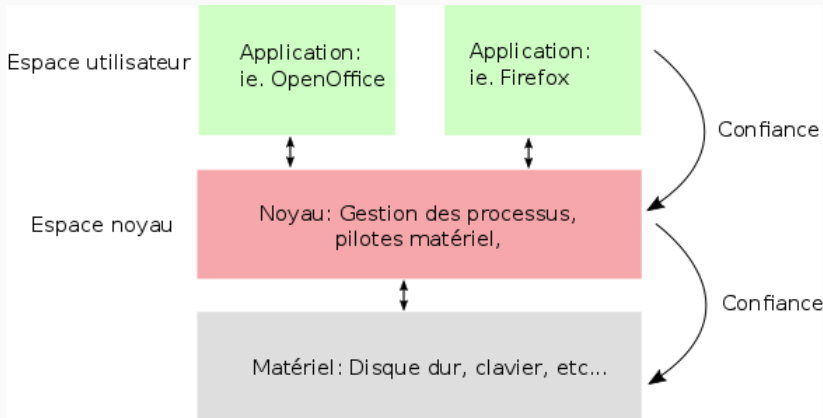 Espace utilisateur
Application:
ie. OpenOffice
Application:
ie. Firefox
Confiance
Espace noyau
Noyau: Gestion des processus,
pilotes matériel,
Confiance
Matériel: Disque dur, clavier, etc...